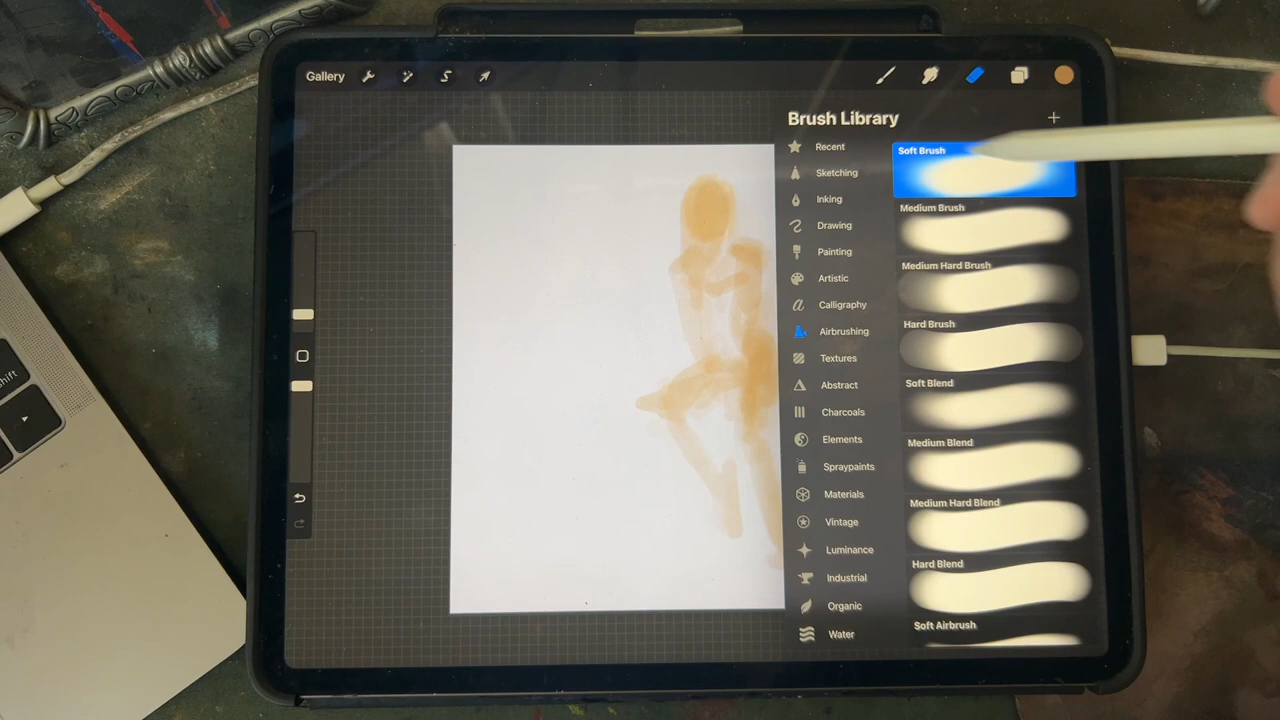 Gallery
Brush Library
Recent
Sketching
Inking
Drawing
Painting
Artistic
Calligraphy
Airbrushing
Textures
Abstract
Charcoals
Elements
Spraypaints
Materials
Vintage
Luminance
Industrial
Organic
Water
Soft Brush
Medium Brush
Medium Hard Brush
Hard Brush
Soft Blend
Medium Blend
Medium Hard Blend
Hard Blend
Soft Airbrush
shift